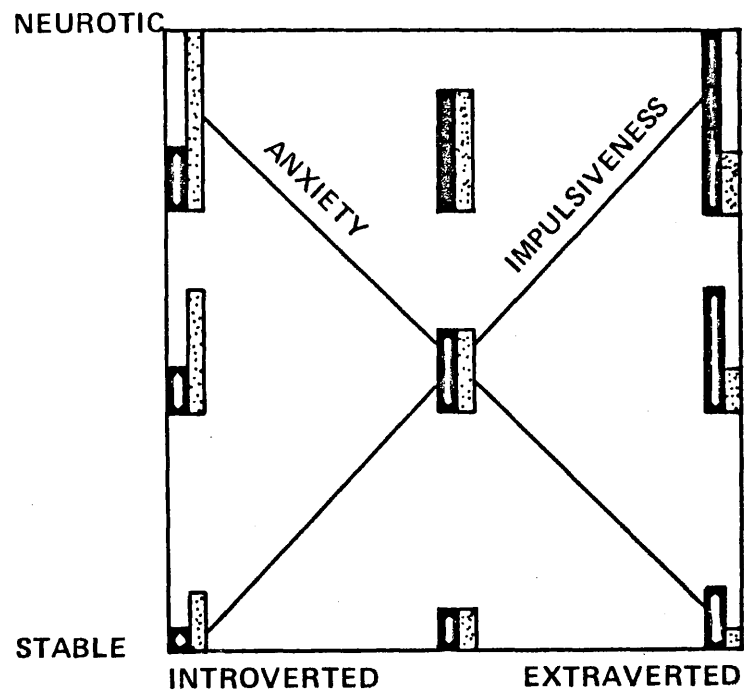 NEUROTIC
ANXIETY
IMPULSIVENESS
STABLE
INTROVERTED
EXTRAVERTED